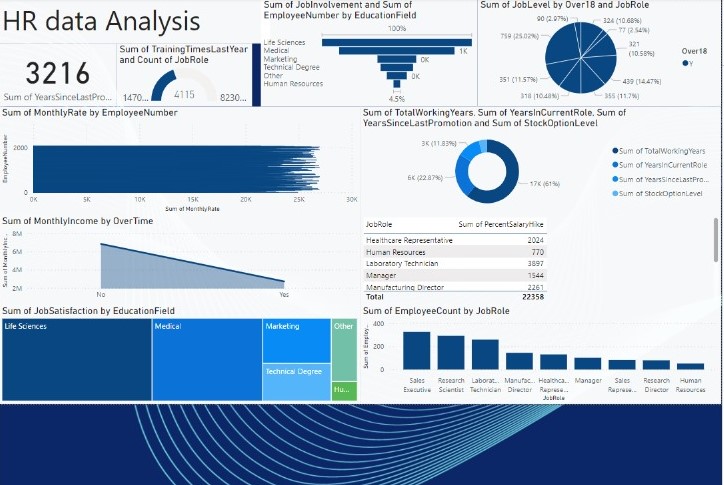 HR data Analysis
3216
Sum of YearsSinceLastPro...
Sum of TrainingTimesLastYear
and Count of JobRole
1470...
4115
8230...
Sum of JobInvolvement and Sum of
EmployeeNumber by EducationField
100%
Life Sciences
Medical
1K
Marketing
0K
Technical Degree
Other
0K
Human Resources
4.5%
Sum of JobLevel by Over18 and JobRole
90 (2.97%)
324 (10.68%)
77 (2.54%)
759 (25.02%)
321
(10.58%)
351 (11.57%)
439 (14.47%)
318 (10.48%)
355 (11.7%)
Over18
Y
Sum of MonthlyRate by EmployeeNumber
EmployeeNumber
2000
0
0K
5K
10K
15K
20K
25K
30K
Sum of MonthlyRate
Sum of TotalWorkingYears, Sum of YearsInCurrentRole, Sum of
YearsSinceLastPromotion and Sum of StockOptionLevel
3K (11.83%)
6K (22.87%)
17K (61%)
Sum of TotalWorkingYears
Sum of YearsInCurrentRole
Sum of YearsSinceLastPro...
Sum of StockOptionLevel
Sum of MonthlyIncome by OverTime
Sum of MonthlyInc...
8M
6M
4M
2M
No
Yes
JobRole Sum of PercentSalaryHike
Healthcare Representative 2024
Human Resources 770
Laboratory Technician 3897
Manager 1544
Manufacturing Director 2261
Total 22358
Sum of JobSatisfaction by EducationField
Life Sciences
Medical
Marketing
Other
Technical Degree
Hu...
Sum of EmployeeCount by JobRole
Sum of Employ...
400
200
0
Sales
Executive
Research
Scientist
Laborat...
Technician
Manufac...
Director
Healthca...
Represe...
Manager
Sales
Represe...
Research
Director
Human
Resources
JobRole